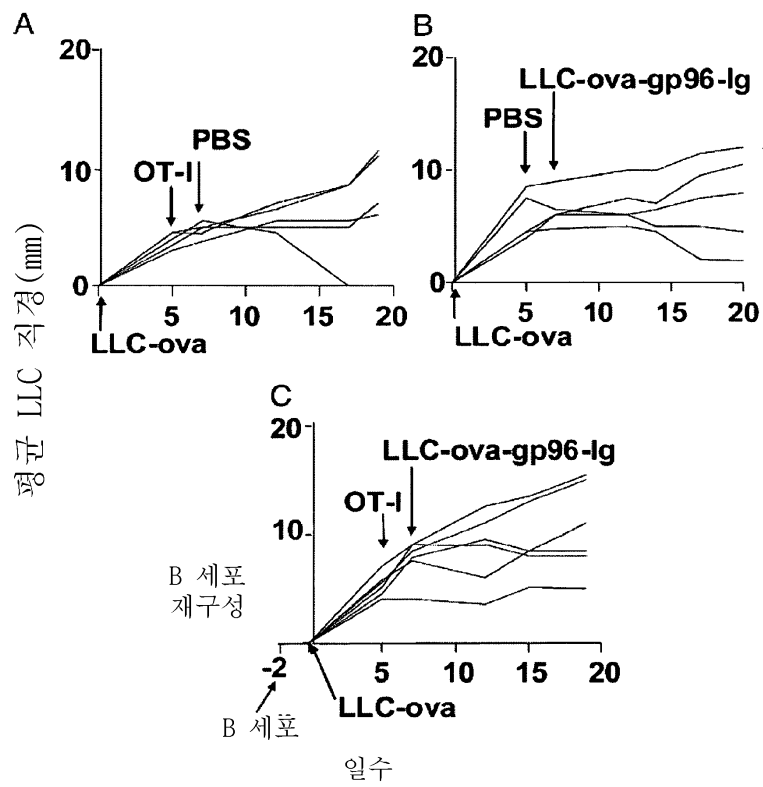 A
20
10
0
OT-I
PBS
5
10
15
20
LLC-ova
B
20
10
0
PBS
LLC-ova-gp96-Ig
5
10
15
20
LLC-ova
평균 LLC 직경(mm)
C
20
10
OT-I
LLC-ova-gp96-Ig
B 세포
재구성
-2
5
10
15
20
B 세포
LLC-ova
일수